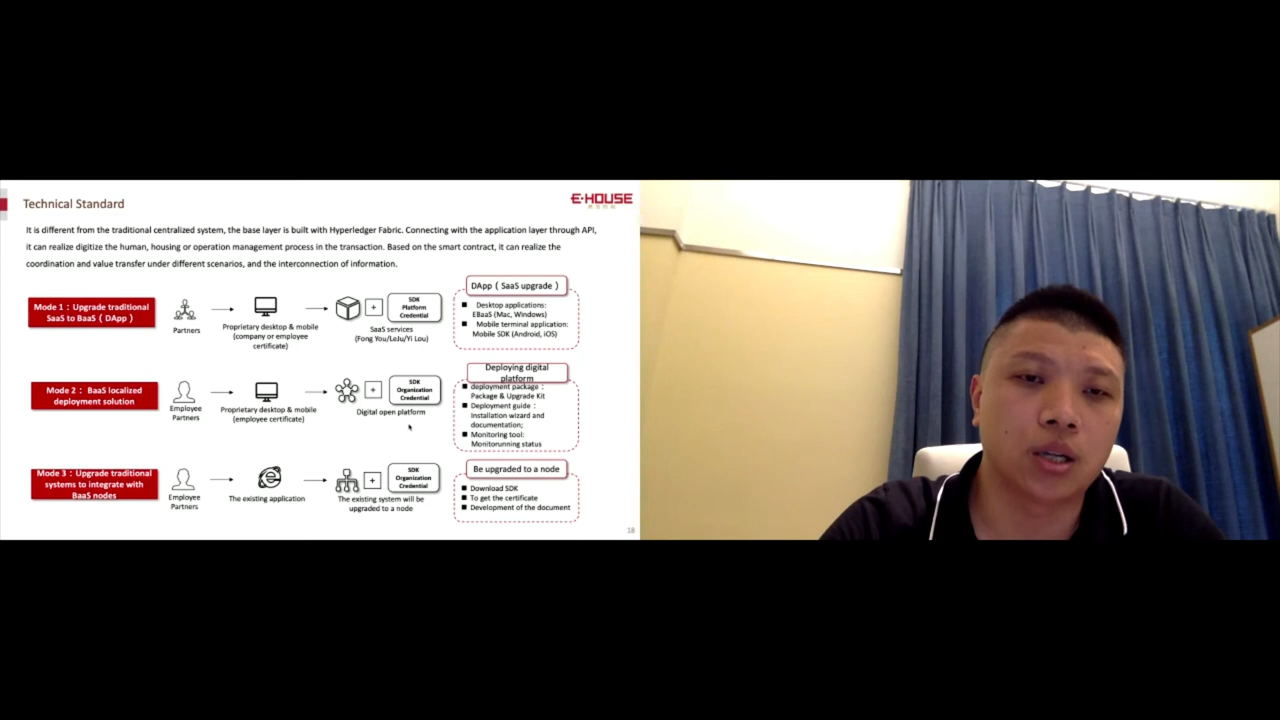 Technical Standard
E·HOUSE
It is different from the traditional centralized system, the base layer is built with Hyperledger Fabric. Connecting with the application layer through API,
it can realize digitize the human, housing or operation management process in the transaction. Based on the smart contract, it can realize the
coordination and value transfer under different scenarios, and the interconnection of information.
Mode 1：Upgrade traditional
SaaS to BaaS（DApp）
Partners
Proprietary desktop & mobile
(company or employee
certificate)
+
SDK
Platform
Credential
SaaS services
(Fong You/LeJu/Yi Lou)
DApp（SaaS upgrade）
■ Desktop applications:
EBaaS (Mac, Windows)
■ Mobile terminal application:
Mobile SDK (Android, iOS)
Mode 2： BaaS localized
deployment solution
Employee
Partners
Proprietary desktop & mobile
(employee certificate)
+
SDK
Organization
Credential
Digital open platform
Deploying digital
platform
■ deployment package：
Package & Upgrade Kit
■ Deployment guide：
Installation wizard and
documentation;
■ Monitoring tool:
Monitorunning status
Mode 3：Upgrade traditional
systems to integrate with
BaaS nodes
Employee
Partners
The existing application
+
SDK
Organization
Credential
The existing system will be
upgraded to a node
Be upgraded to a node
■ Download SDK
■ To get the certificate
■ Development of the document
18